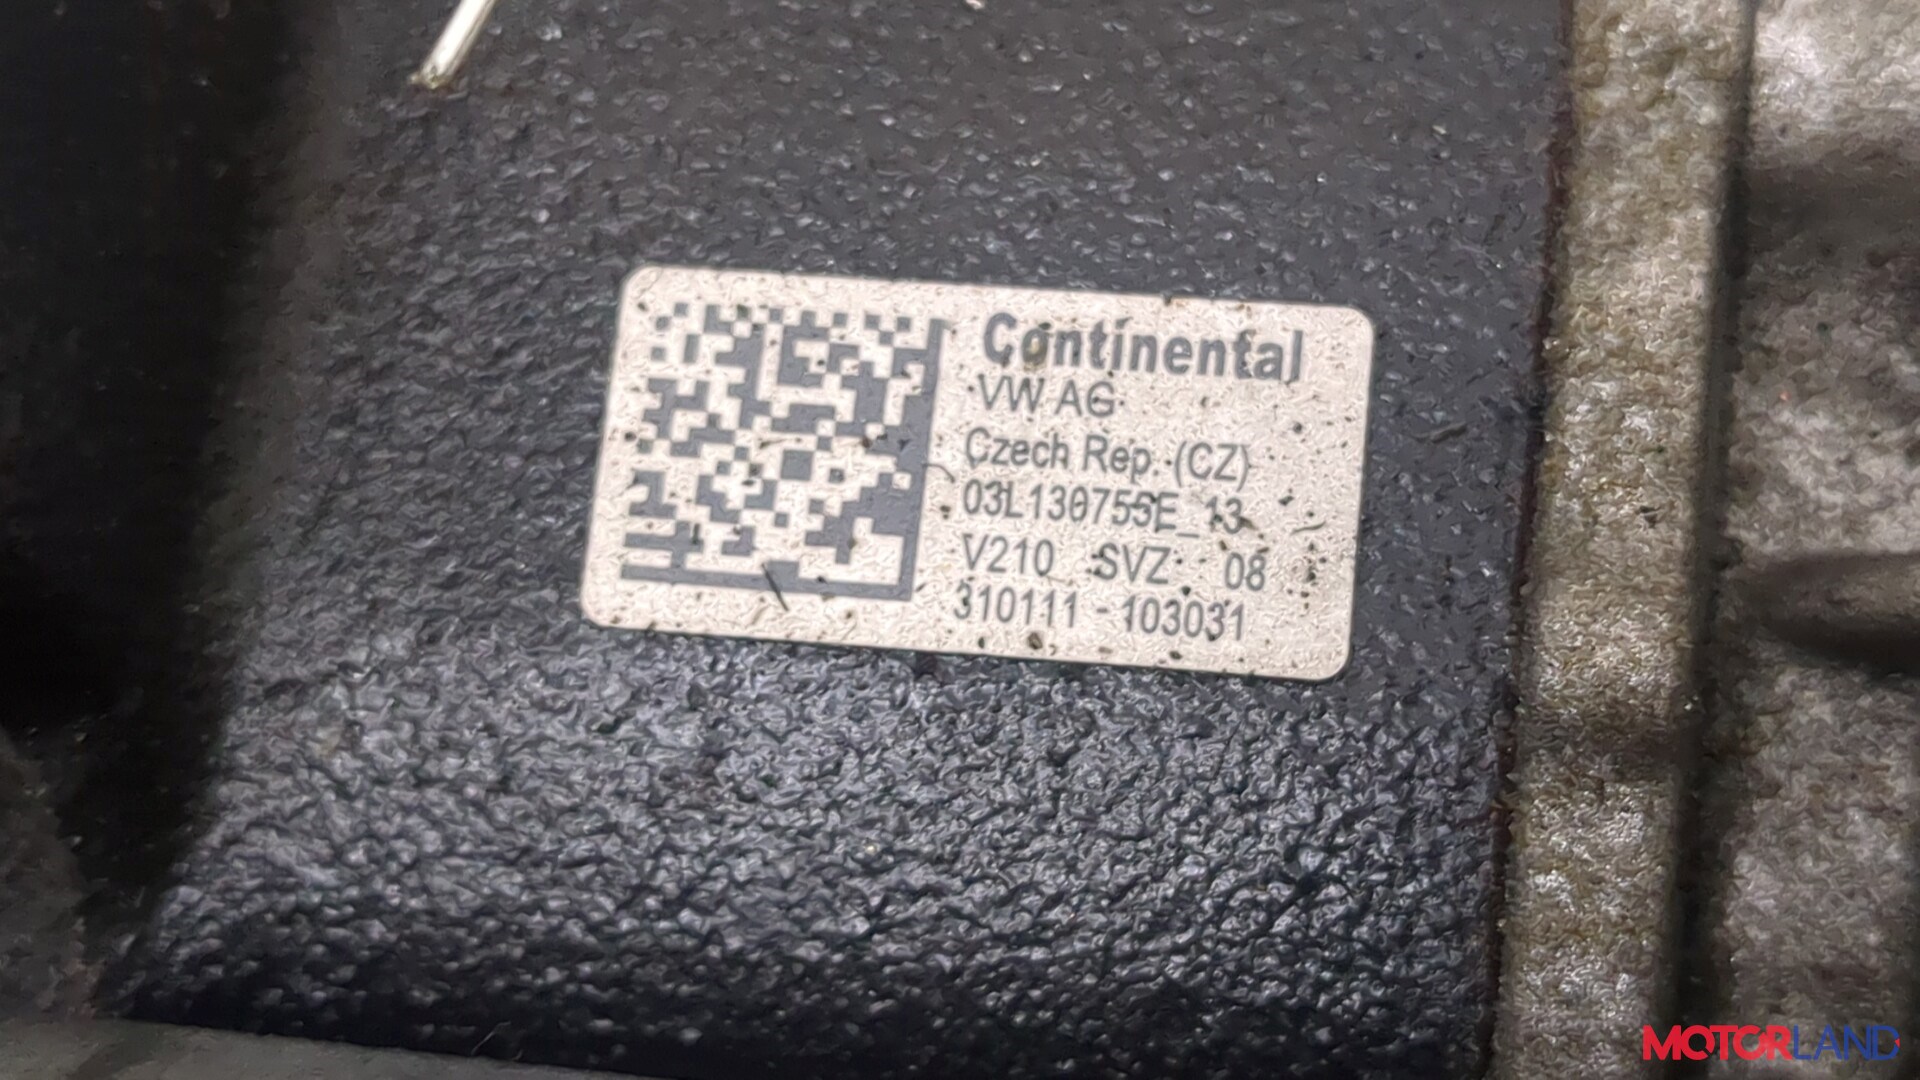 Continental
VW AG
Czech Rep. (CZ)
03L130755E_13
V210 SVZ 08
310111 103031
MOTORLAND